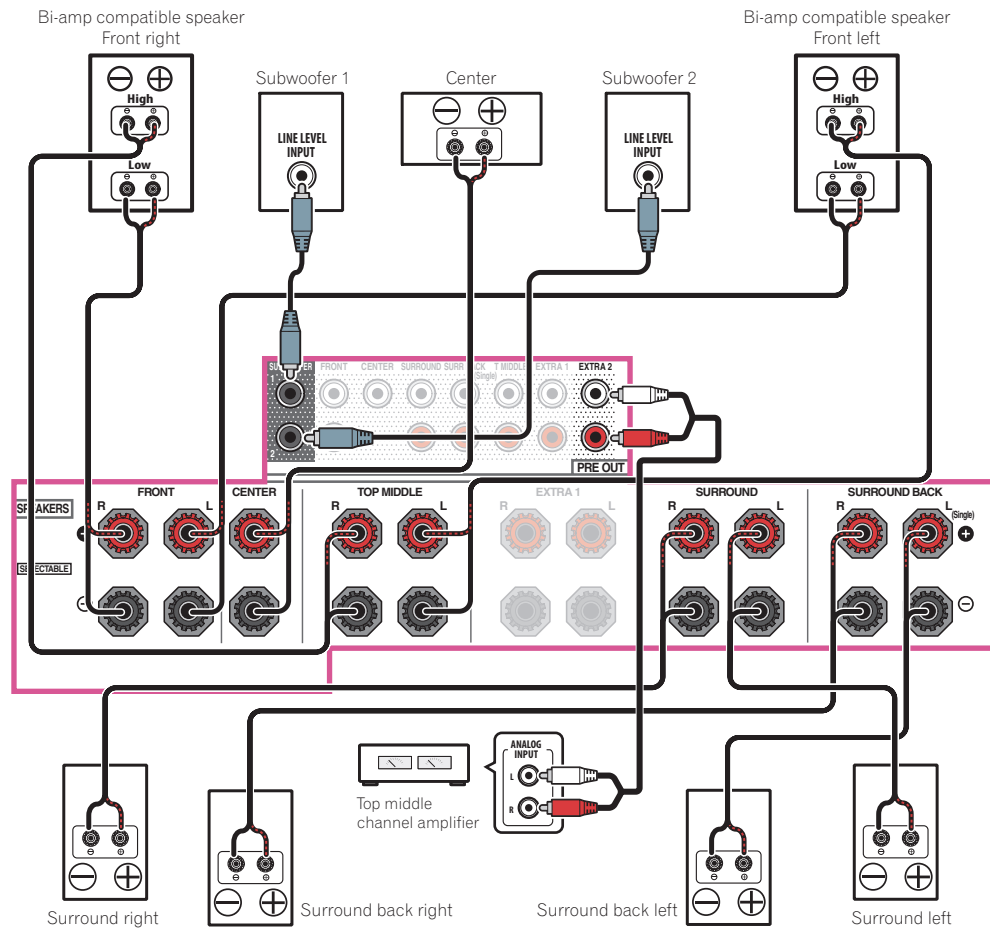 Bi-amp compatible speaker
Front right
Bi-amp compatible speaker
Front left
Subwoofer 1
Center
Subwoofer 2
High
Low
LINE LEVEL
INPUT
LINE LEVEL
INPUT
High
Low
FRONT CENTER SURROUND T MIDDLE EXTRA 1 EXTRA 2
(Single)
1
2
PRE OUT
SPEAKERS
SELECTABLE
FRONT
R L
CENTER
TOP MIDDLE
R L
EXTRA 1
R L
SURROUND
R L
SURROUND BACK
R L
(Single)
ANALOG
INPUT
L
R
Top middle
channel amplifier
Surround right
Surround back right
Surround back left
Surround left